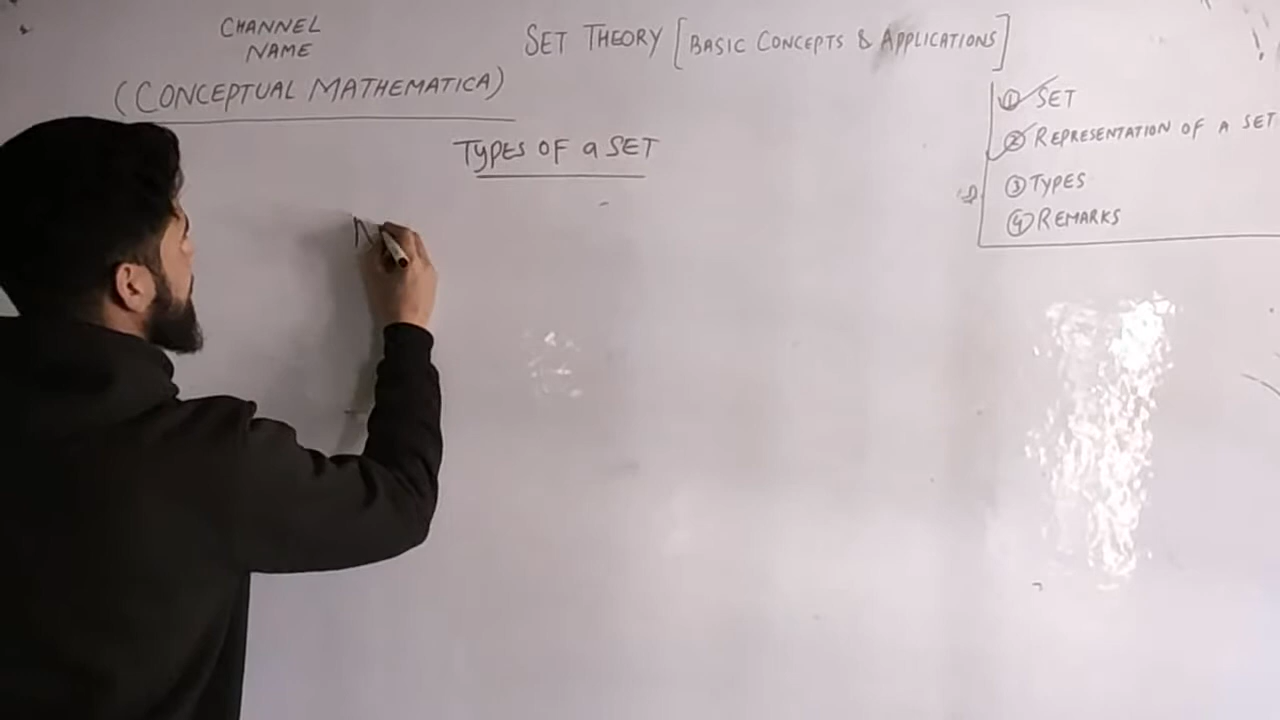 CHANNEL
NAME
(CONCEPTUAL MATHEMATICA)
SET THEORY [BASIC CONCEPTS & APPLICATIONS]
TYPES OF a SET
① SET
② REPRESENTATION OF A SET
③ TYPES
④ REMARKS